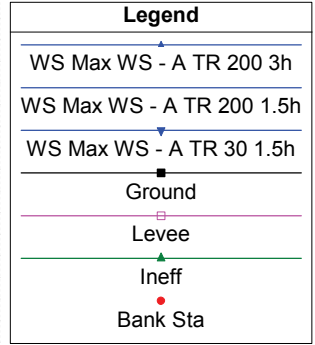 Legend
WS Max WS - A TR 200 3h
WS Max WS - A TR 200 1.5h
WS Max WS - A TR 30 1.5h
Ground
Levee
Ineff
Bank Sta